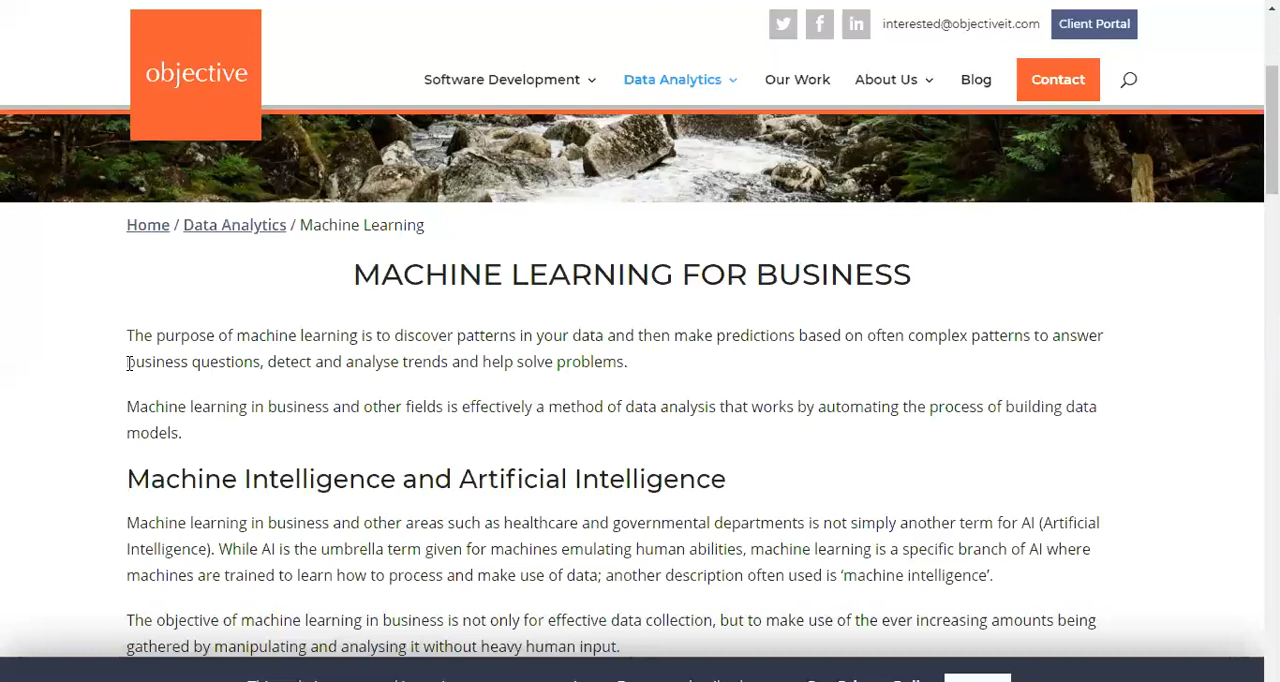 objective
interested@objectiveit.com
Client Portal
Software Development
Data Analytics
Our Work
About Us
Blog
Contact
Home / Data Analytics / Machine Learning
MACHINE LEARNING FOR BUSINESS
The purpose of machine learning is to discover patterns in your data and then make predictions based on often complex patterns to answer
business questions, detect and analyse trends and help solve problems.
Machine learning in business and other fields is effectively a method of data analysis that works by automating the process of building data
models.
Machine Intelligence and Artificial Intelligence
Machine learning in business and other areas such as healthcare and governmental departments is not simply another term for AI (Artificial
Intelligence). While AI is the umbrella term given for machines emulating human abilities, machine learning is a specific branch of AI where
machines are trained to learn how to process and make use of data; another description often used is ‘machine intelligence’.
The objective of machine learning in business is not only for effective data collection, but to make use of the ever increasing amounts being
gathered by manipulating and analysing it without heavy human input.